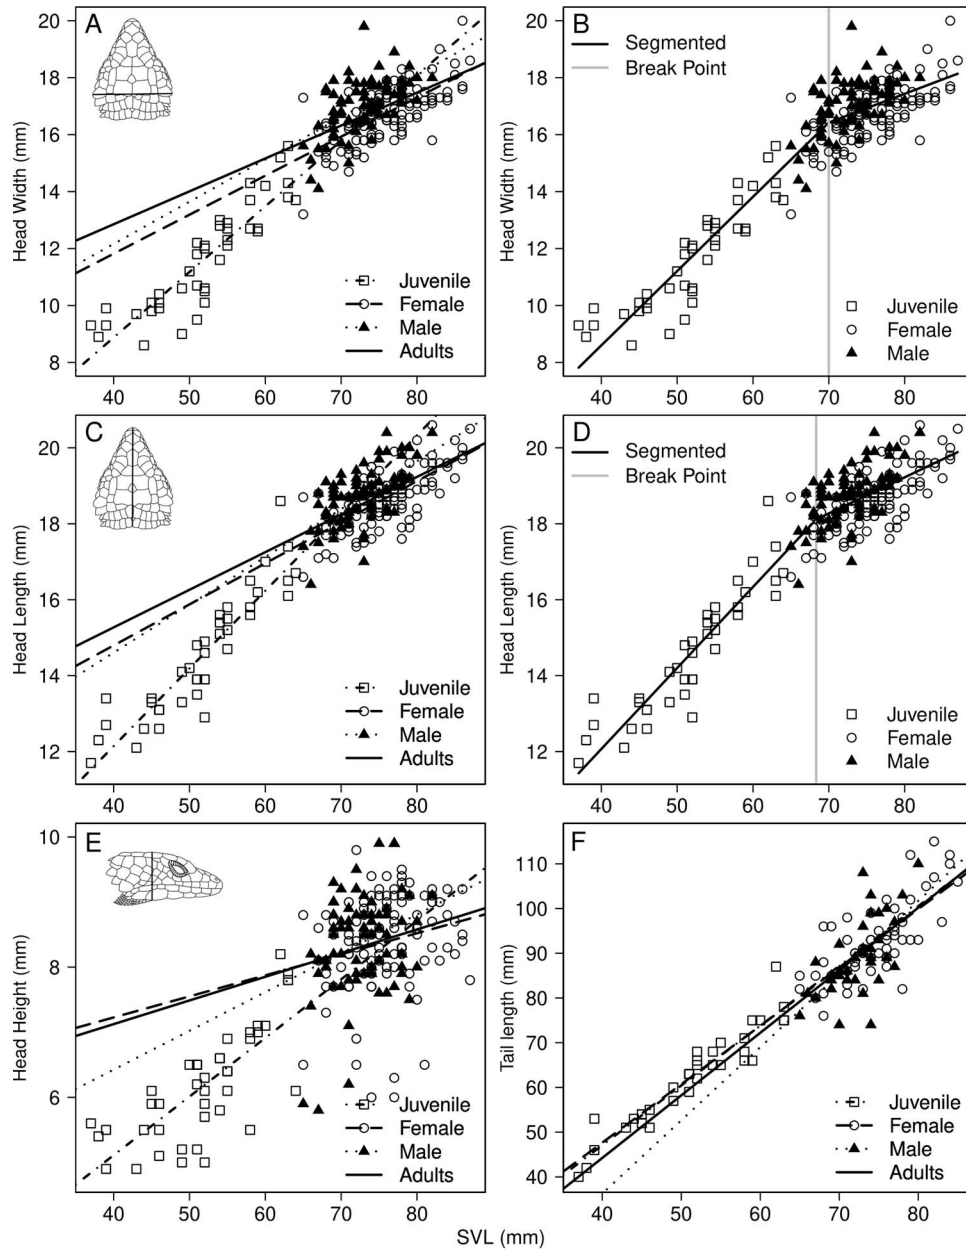 A
Head Width (mm)
20
18
16
14
12
10
8
40 50 60 70 80
Juvenile
Female
Male
Adults
B
Segmented
Break Point
Head Width (mm)
20
18
16
14
12
10
8
40 50 60 70 80
Juvenile
Female
Male
C
Head Length (mm)
20
18
16
14
12
40 50 60 70 80
Juvenile
Female
Male
Adults
D
Segmented
Break Point
Head Length (mm)
20
18
16
14
12
40 50 60 70 80
Juvenile
Female
Male
E
Head Height (mm)
10
8
6
40 50 60 70 80
Juvenile
Female
Male
Adults
F
Tail length (mm)
110
100
90
80
70
60
50
40
40 50 60 70 80
Juvenile
Female
Male
Adults
SVL (mm)